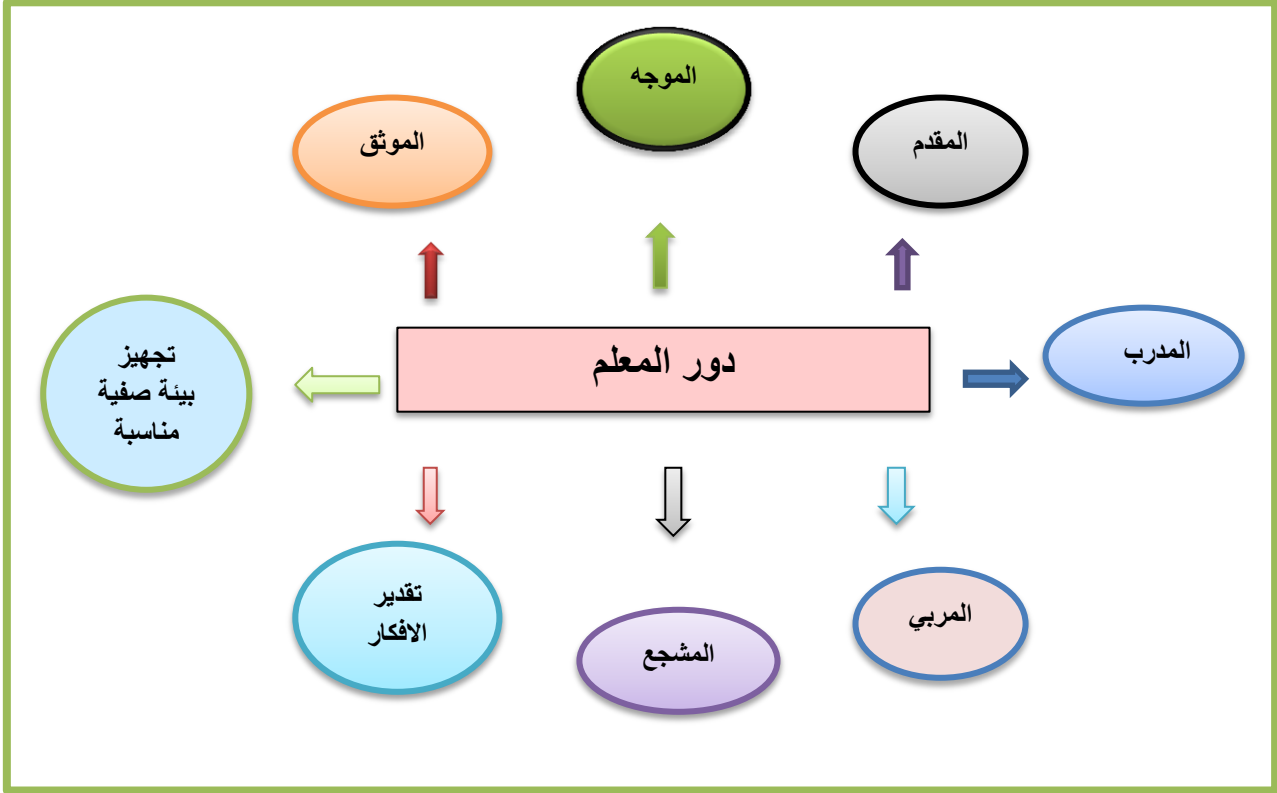 الموجه
المقدم
الموثق
دور المعلم
المدرب
تجهيز
بيئة صفية
مناسبة
المربي
المشجع
تقدير
الافكار